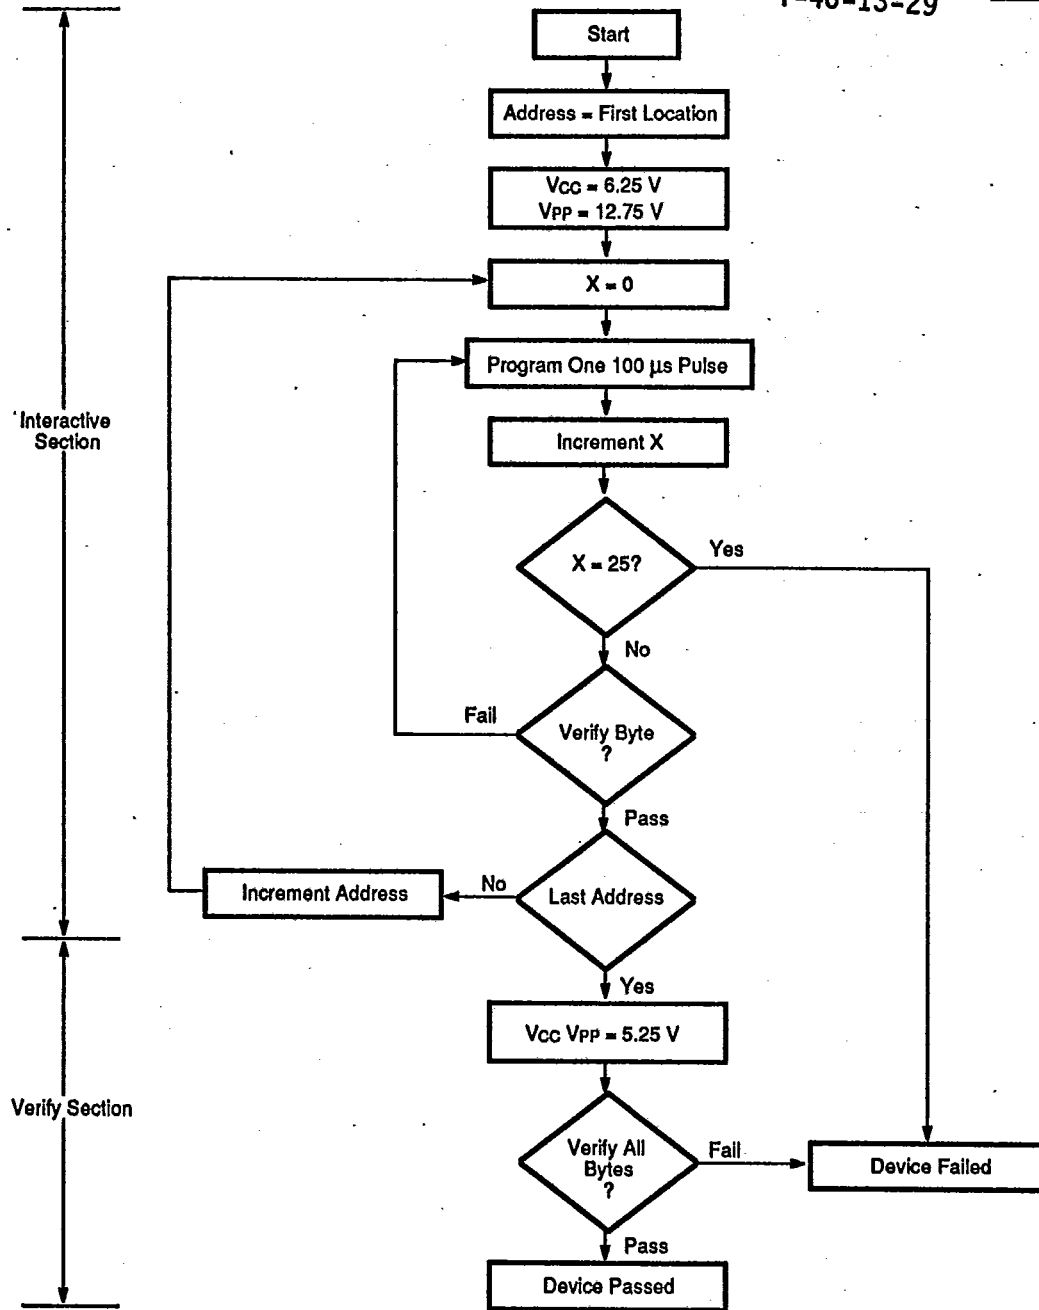 Start
Address = First Location
VCC = 6.25 V
VPP = 12.75 V
X = 0
Program One 100 µs Pulse
Interactive
Section
Increment X
X = 25?
Yes
No
Fail
Verify Byte
?
Pass
Increment Address
No
Last Address
Yes
VCC VPP = 5.25 V
Verify Section
Verify All
Bytes
?
Fail
Device Failed
Pass
Device Passed